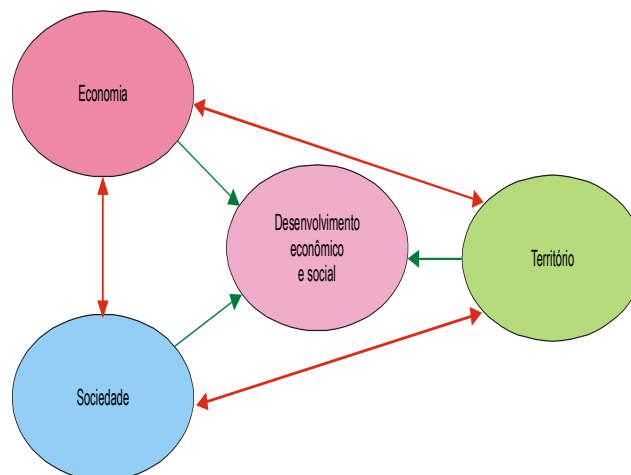 Economia
Desenvolvimento
econômico
e social
Território
Sociedade